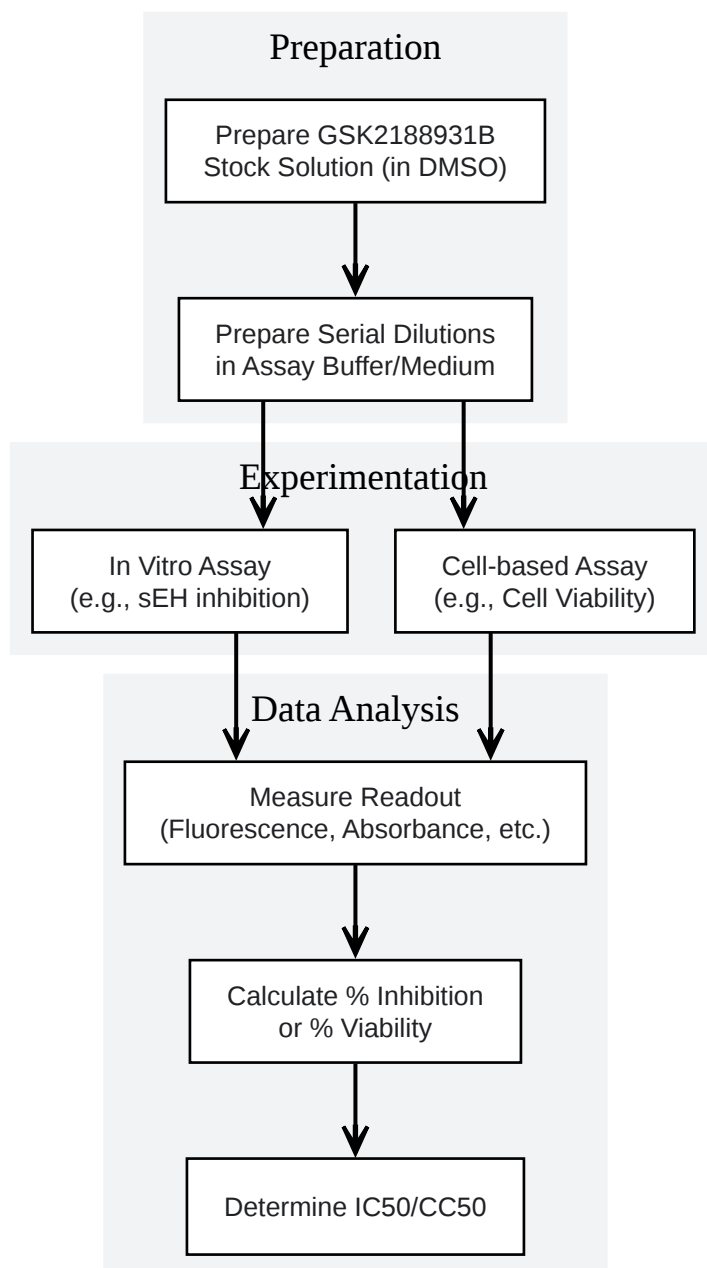 Preparation
Prepare GSK2188931B
Stock Solution (in DMSO)
Prepare Serial Dilutions
in Assay Buffer/Medium
Experimentation
In Vitro Assay
(e.g., sEH inhibition)
Cell-based Assay
(e.g., Cell Viability)
Data Analysis
Measure Readout
(Fluorescence, Absorbance, etc.)
Calculate % Inhibition
or % Viability
Determine IC50/CC50